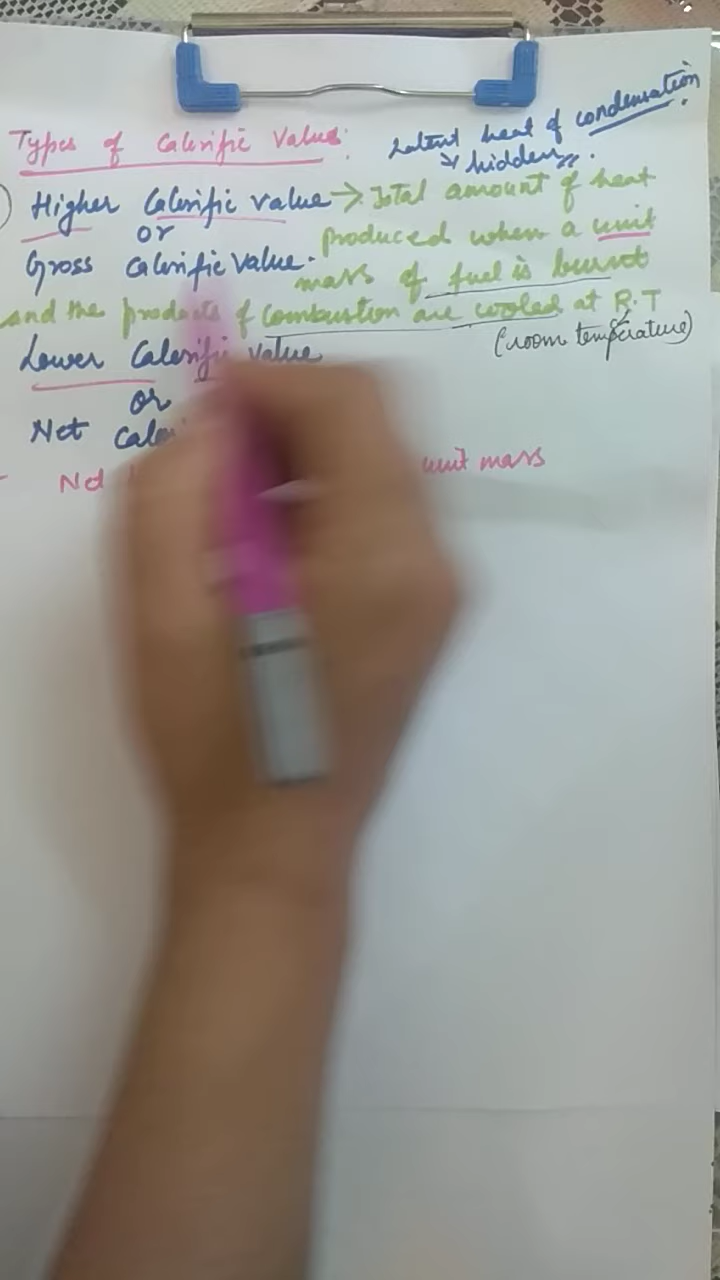 Types of Calorific Value:
Latent heat of condensation.
↳ hidden.
Higher Calorific value → Total amount of heat
or
produced when a unit
Gross Calorific Value.
mass of fuel is burnt
and the products of combustion are cooled at R.T
(room temperature)
Lower Calorific value
or
Net
unit mass